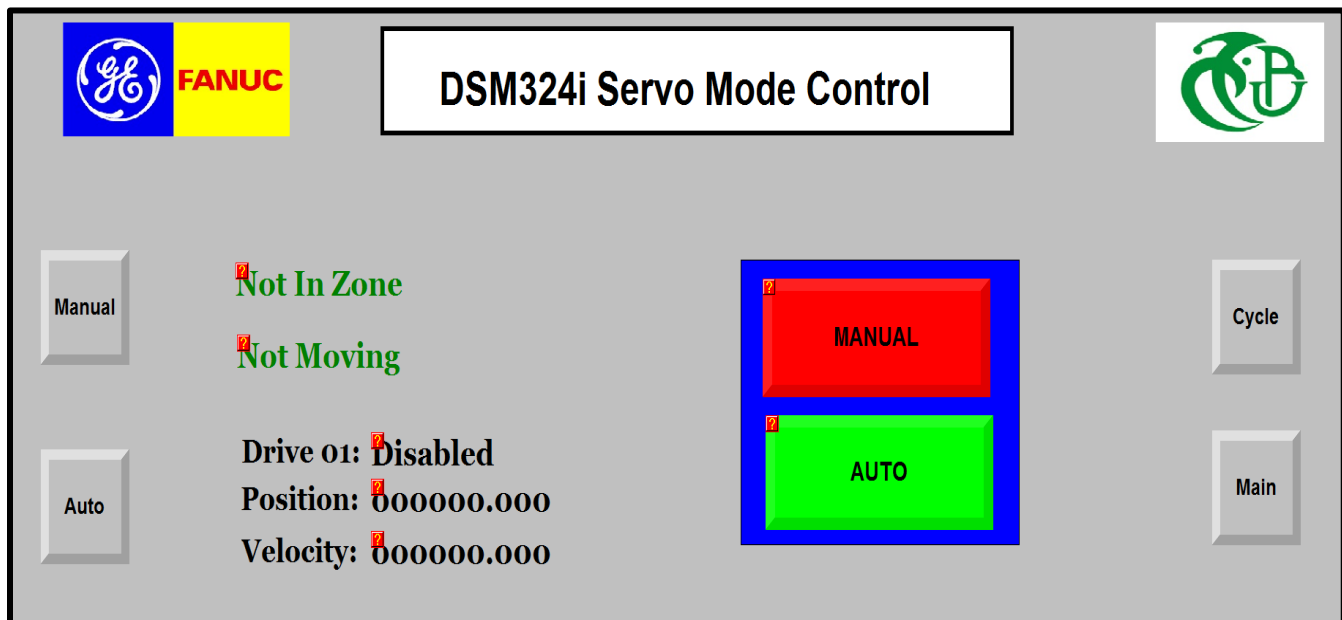 GE FANUC
DSM324i Servo Mode Control
Manual
Not In Zone
Not Moving
MANUAL
Cycle
Auto
Drive 01: Disabled
Position: 000000.000
Velocity: 000000.000
AUTO
Main